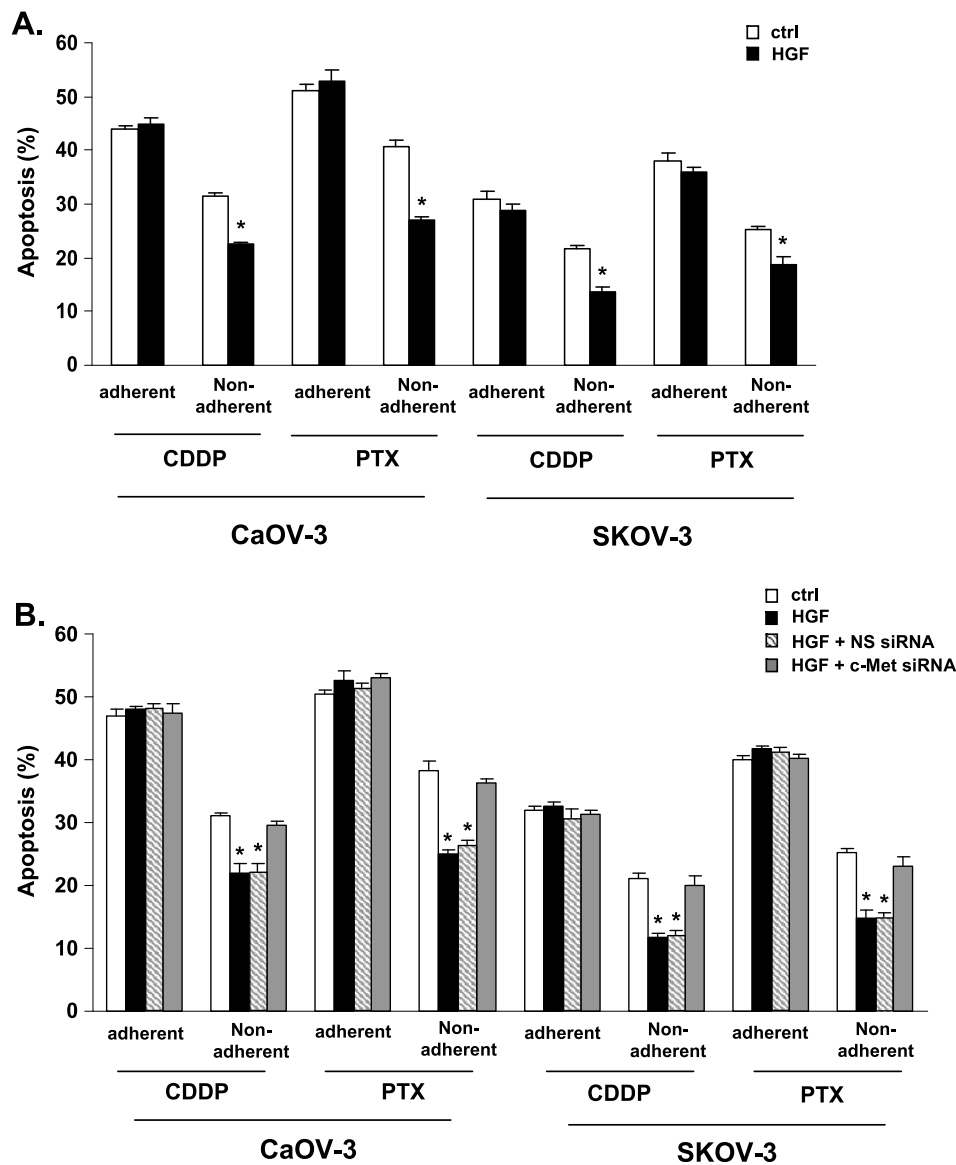 A.
ctrl
HGF
Apoptosis (%)
60
50
40
30
20
10
0
* * * *
adherent Non-adherent adherent Non-adherent adherent Non-adherent adherent Non-adherent
CDDP PTX CDDP PTX
CaOV-3 SKOV-3
B.
ctrl
HGF
HGF + NS siRNA
HGF + c-Met siRNA
Apoptosis (%)
60
50
40
30
20
10
0
* * * * * * * *
adherent Non-adherent adherent Non-adherent adherent Non-adherent adherent Non-adherent
CDDP PTX CDDP PTX
CaOV-3 SKOV-3